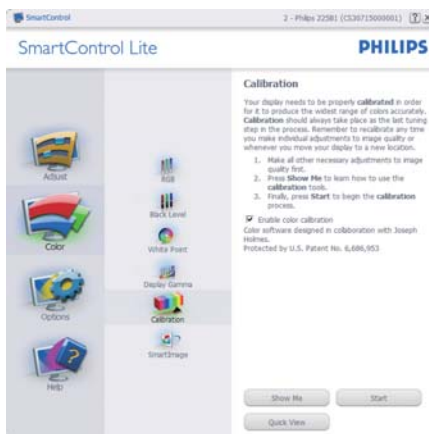 SmartControl
2 - Philips 225B1 (CS30715000001)
SmartControl Lite
PHILIPS
Adjust
Color
Options
Help
RGB
Black Level
White Point
Display Gamma
Calibration
SmartImage
Calibration
Your display needs to be properly calibrated in order
for it to produce the widest range of colors accurately.
Calibration should always take place as the last tuning
step in the process. Remember to recalibrate any time
you make individual adjustments to image quality or
whenever you move your display to a new location.
1. Make all other necessary adjustments to image
quality first.
2. Press Show Me to learn how to use the
calibration tools.
3. Finally, press Start to begin the calibration
process.
Enable color calibration
Color software designed in collaboration with Joseph
Holmes.
Protected by U.S. Patent No. 6,686,953
Show Me
Start
Quick View